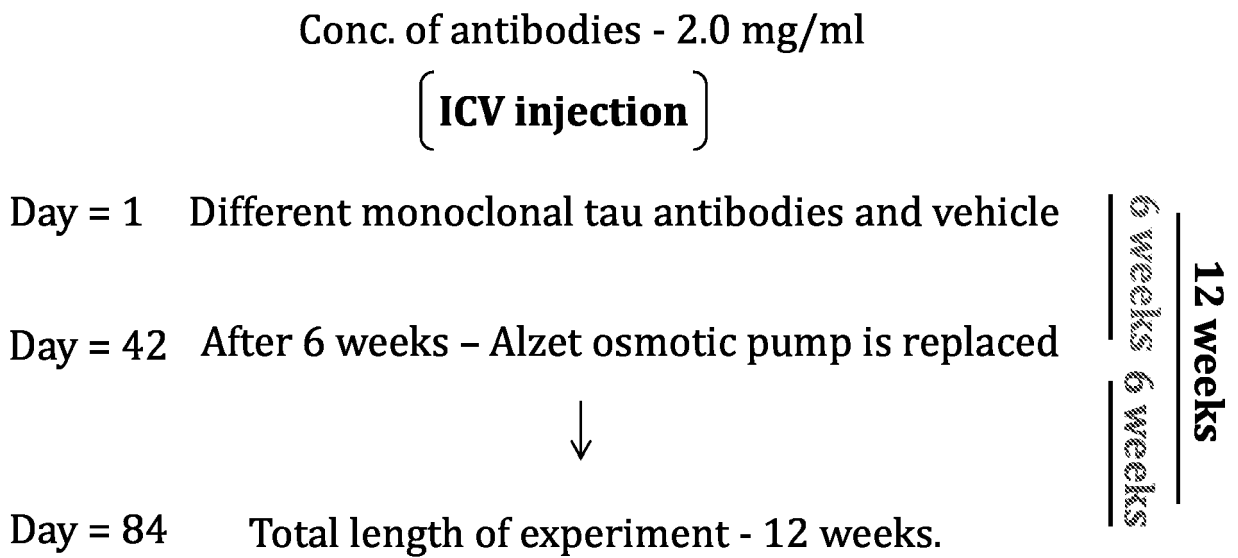 Conc. of antibodies - 2.0 mg/ml
ICV injection
Day = 1 Different monoclonal tau antibodies and vehicle
Day = 42 After 6 weeks – Alzet osmotic pump is replaced
Day = 84 Total length of experiment - 12 weeks.
6 weeks
6 weeks
12 weeks